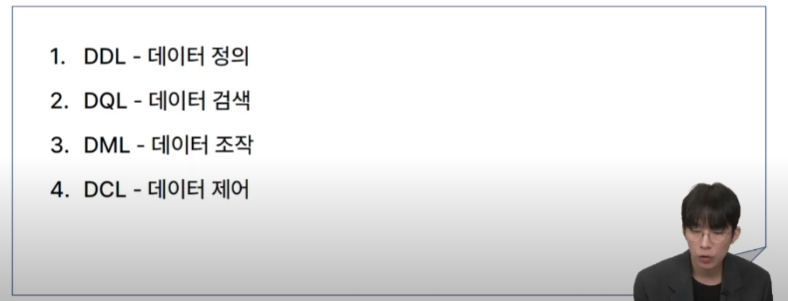 1. DDL - 데이터 정의
2. DQL - 데이터 검색
3. DML - 데이터 조작
4. DCL - 데이터 제어